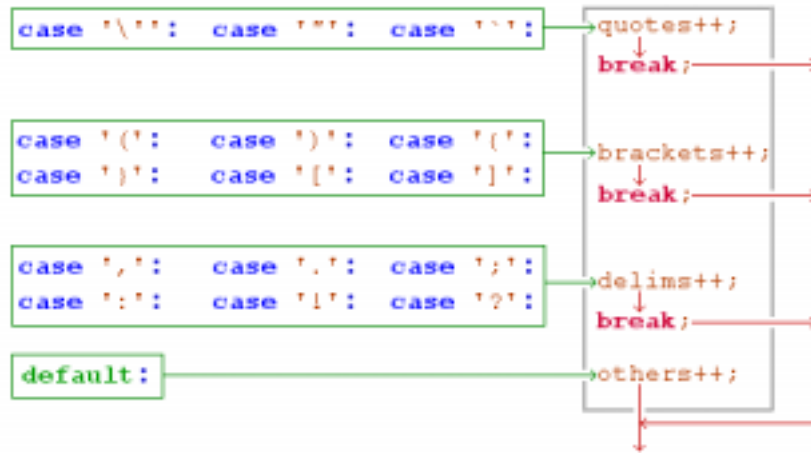 case '\'': case '"': case '`': quotes++;
break;
case '(': case ')': case '{': brackets++;
case '}': case '[': case ']': break;
case ',': case '.': case ';': delims++;
case ':': case '!': case '?': break;
default: others++;